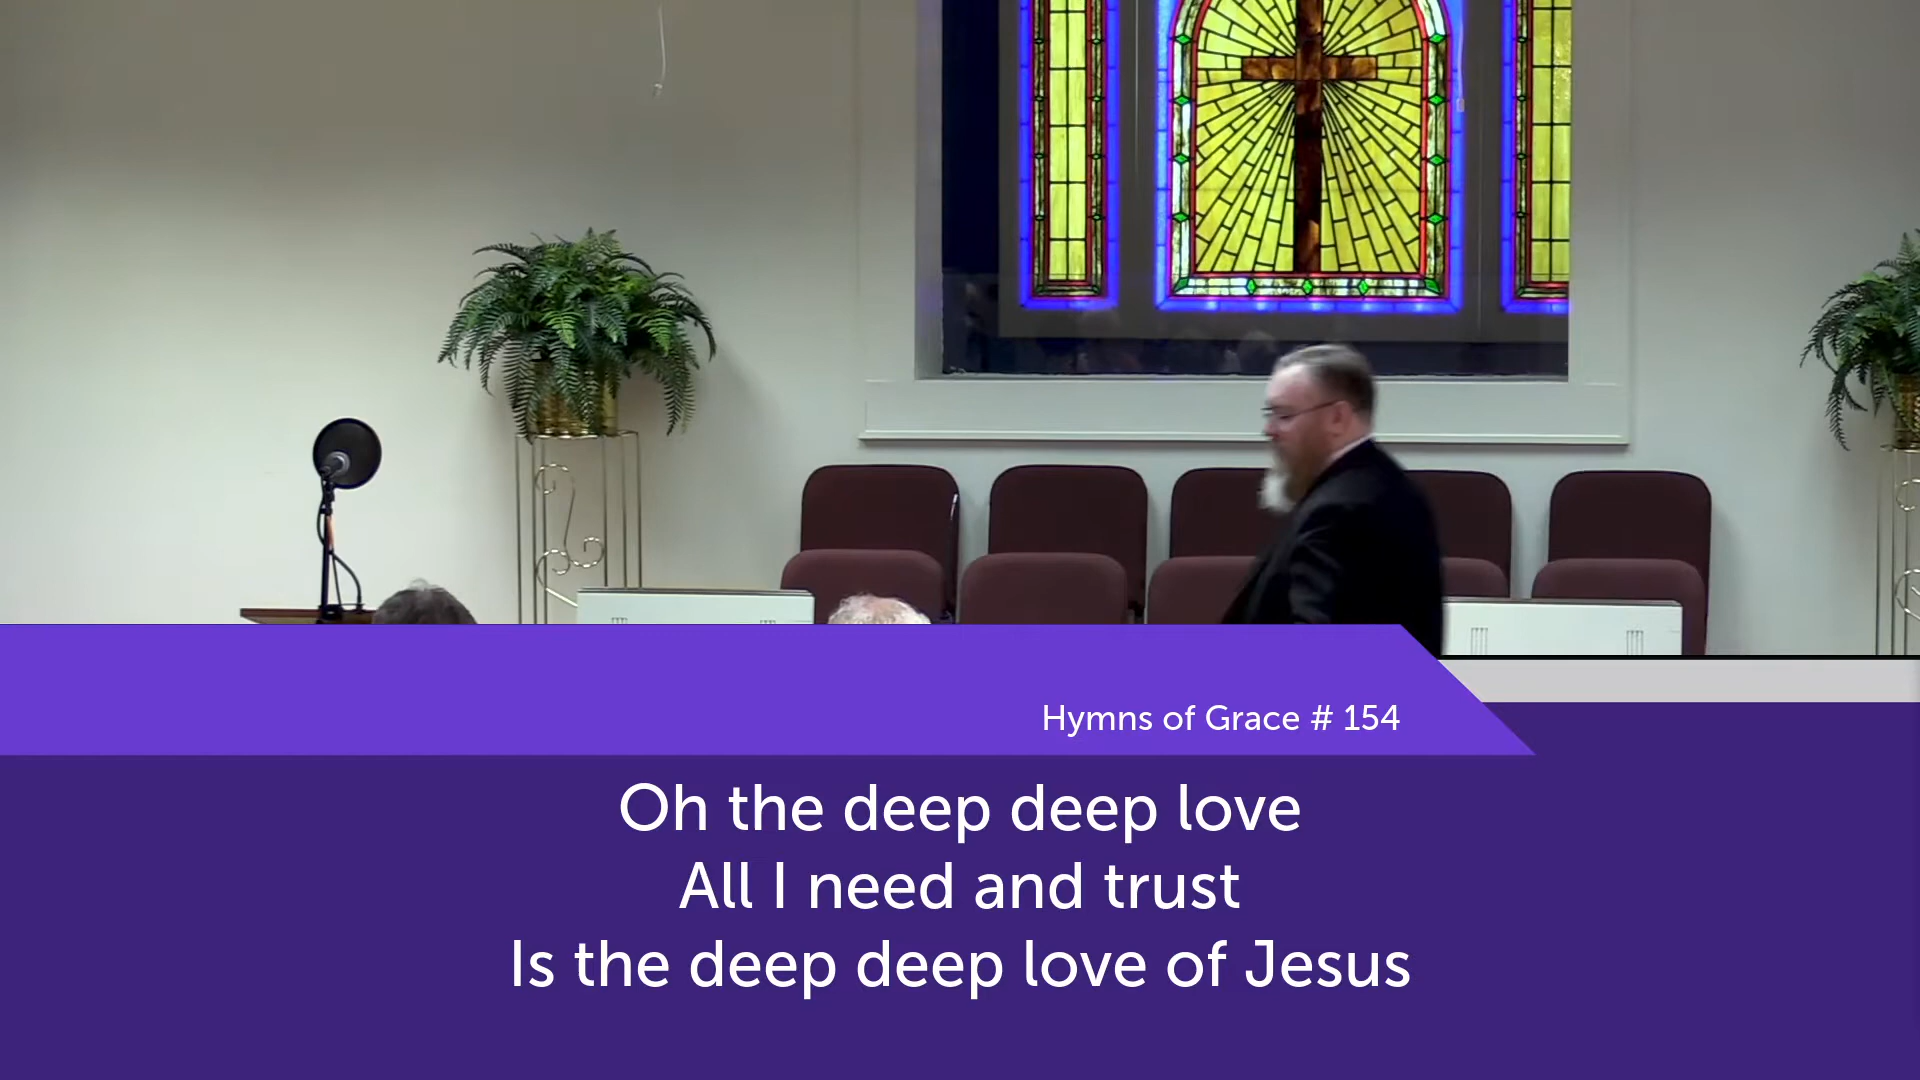 Hymns of Grace # 154
Oh the deep deep love
All I need and trust
Is the deep deep love of Jesus